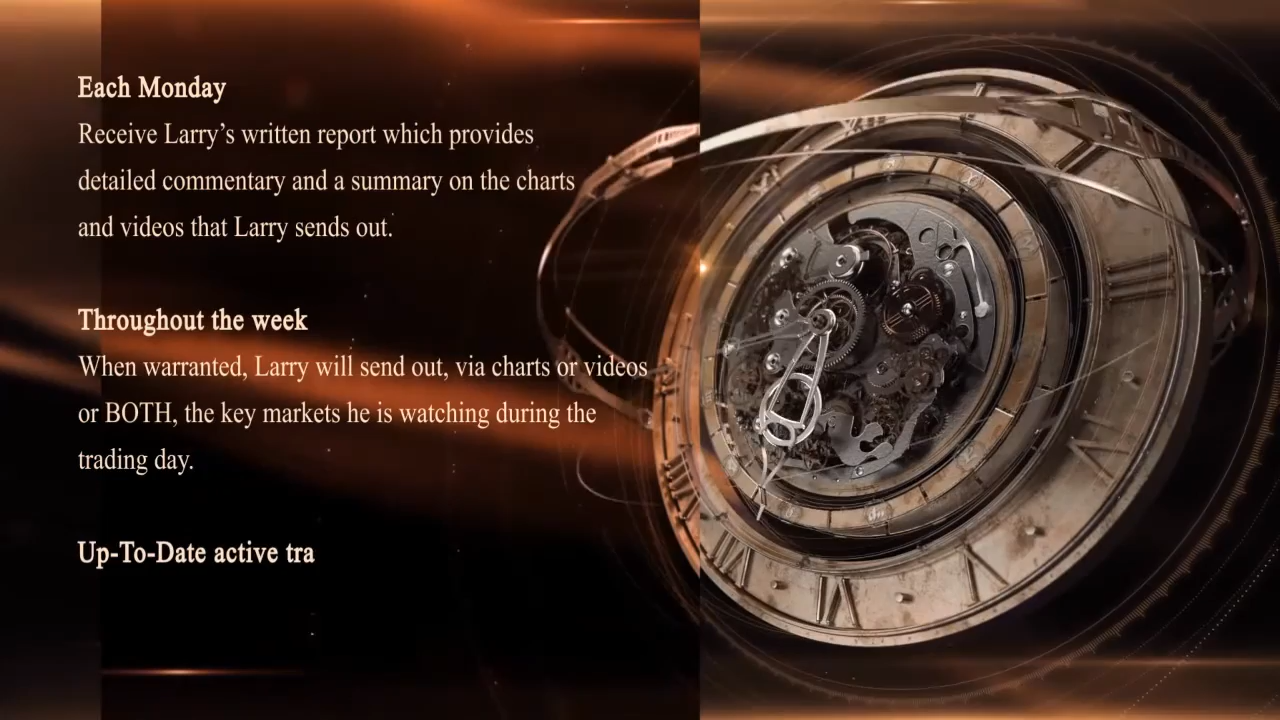 Each Monday
Receive Larry’s written report which provides
detailed commentary and a summary on the charts
and videos that Larry sends out.
Throughout the week
When warranted, Larry will send out, via charts or videos
or BOTH, the key markets he is watching during the
trading day.
Up-To-Date active tra